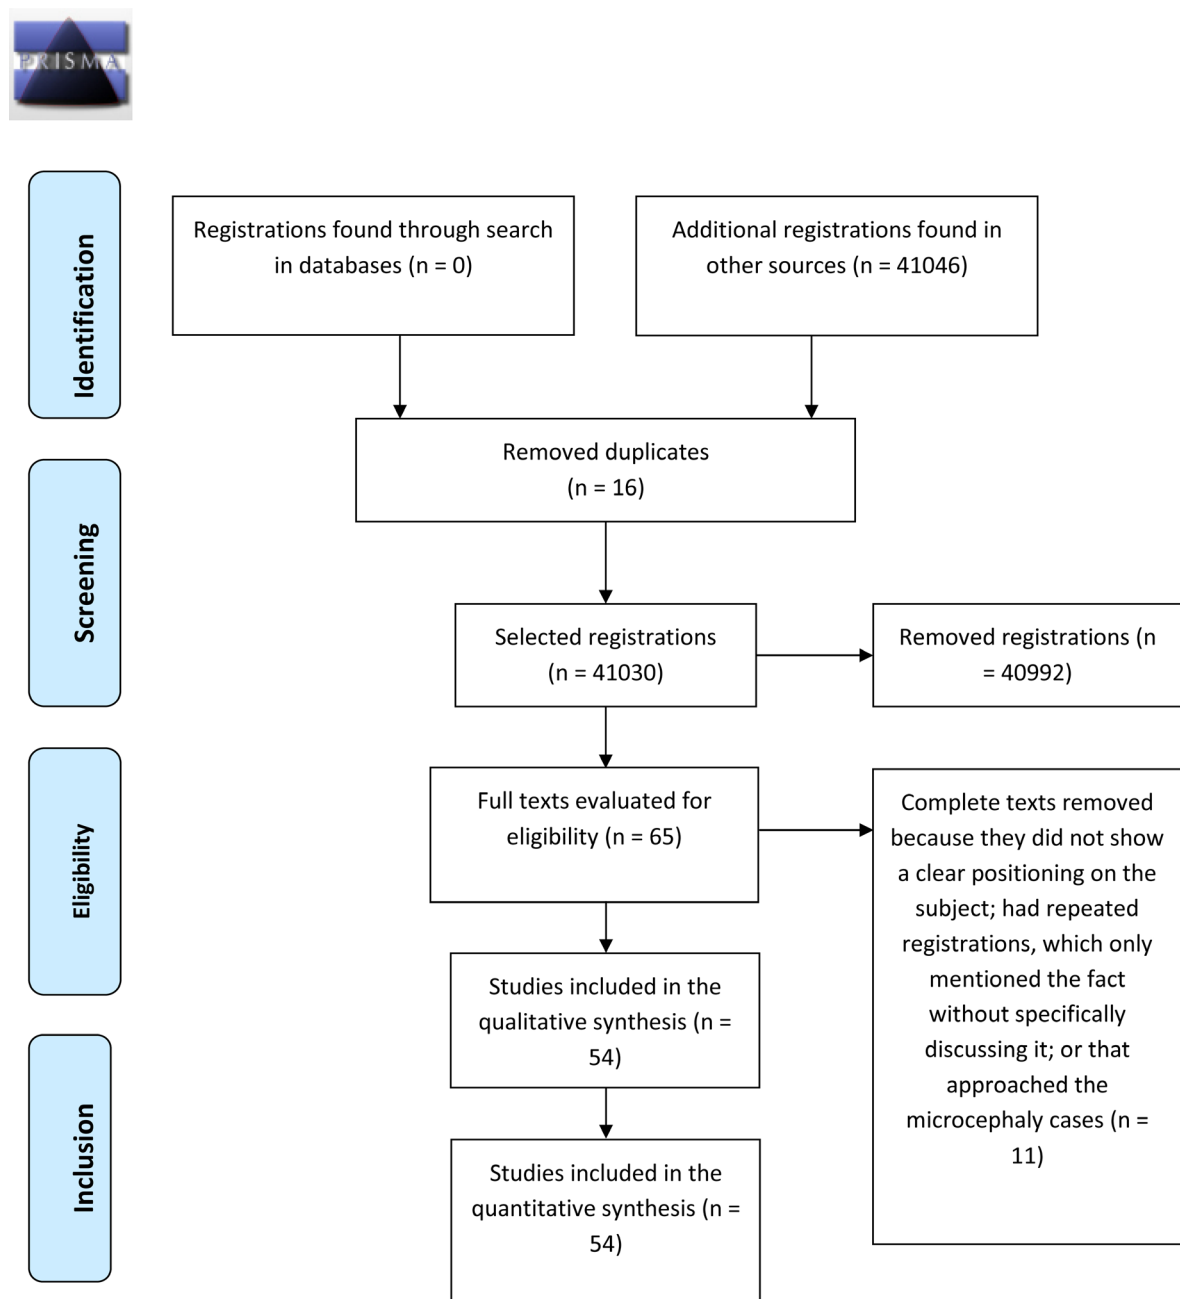 PRISMA
Identification
Registrations found through search
in databases (n = 0)
Additional registrations found in
other sources (n = 41046)
Removed duplicates
(n = 16)
Screening
Selected registrations
(n = 41030)
Removed registrations (n
= 40992)
Eligibility
Full texts evaluated for
eligibility (n = 65)
Complete texts removed
because they did not show
a clear positioning on the
subject; had repeated
registrations, which only
mentioned the fact
without specifically
discussing it; or that
approached the
microcephaly cases (n =
11)
Studies included in the
qualitative synthesis (n =
54)
Inclusion
Studies included in the
quantitative synthesis (n =
54)